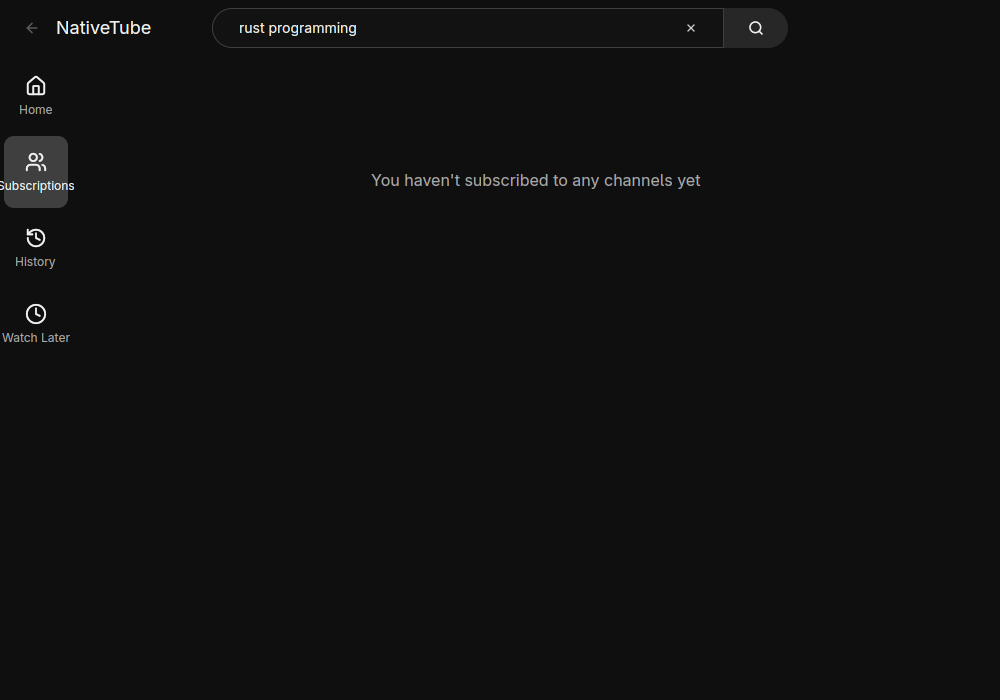 NativeTube
rust programming
Home
Subscriptions
You haven't subscribed to any channels yet
History
Watch Later